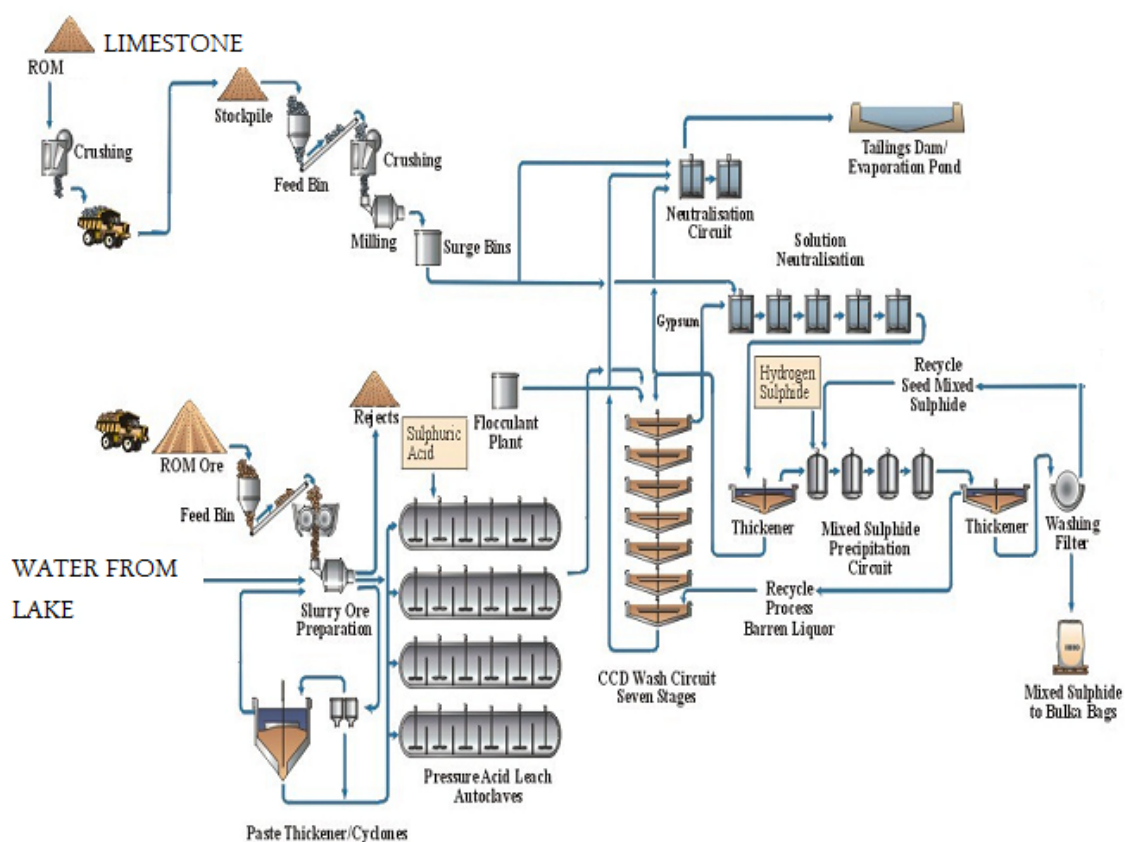 LIMESTONE
ROM
Crushing
Stockpile
Feed Bin
Crushing
Milling
Surge Bins
Neutralisation
Circuit
Tailings Dam/
Evaporation Pond
Solution
Neutralisation
Gypsum
Hydrogen
Sulphide
Recycle
Seed Mixed
Sulphide
ROM Ore
Feed Bin
Rejects
Sulphuric
Acid
Flocculant
Plant
Thickener
Mixed Sulphide
Precipitation
Circuit
Thickener
Washing
Filter
WATER FROM
LAKE
Slurry Ore
Preparation
Recycle
Process
Barren Liquor
CCD Wash Circuit
Seven Stages
Mixed Sulphide
to Bulka Bags
Pressure Acid Leach
Autoclaves
Paste Thickener/Cyclones